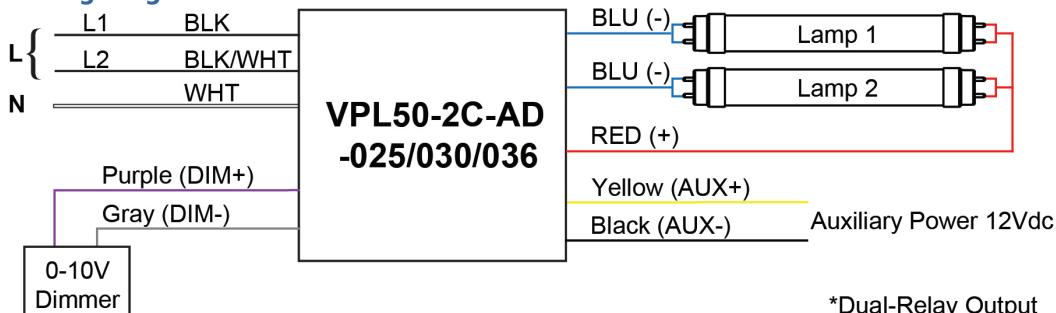 L1 BLK
L
L2 BLK/WHT
N WHT
VPL50-2C-AD
-025/030/036
BLU (-)
Lamp 1
BLU (-)
Lamp 2
RED (+)
Purple (DIM+)
Gray (DIM-)
0-10V
Dimmer
Yellow (AUX+)
Black (AUX-)
Auxiliary Power 12Vdc
*Dual-Relay Output